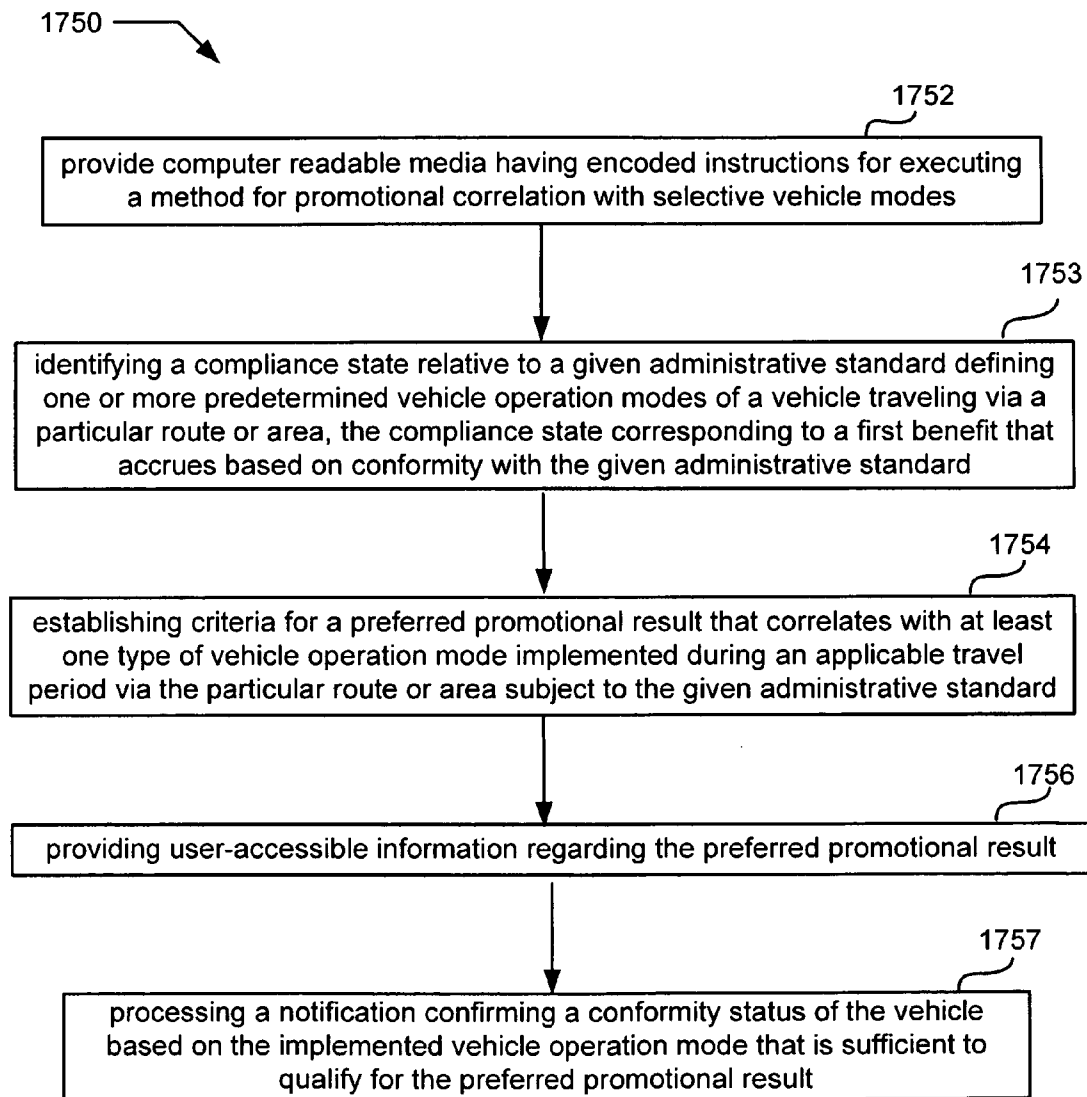 1750
1752
provide computer readable media having encoded instructions for executing
a method for promotional correlation with selective vehicle modes
1753
identifying a compliance state relative to a given administrative standard defining
one or more predetermined vehicle operation modes of a vehicle traveling via a
particular route or area, the compliance state corresponding to a first benefit that
accrues based on conformity with the given administrative standard
1754
establishing criteria for a preferred promotional result that correlates with at least
one type of vehicle operation mode implemented during an applicable travel
period via the particular route or area subject to the given administrative standard
1756
providing user-accessible information regarding the preferred promotional result
1757
processing a notification confirming a conformity status of the vehicle
based on the implemented vehicle operation mode that is sufficient to
qualify for the preferred promotional result